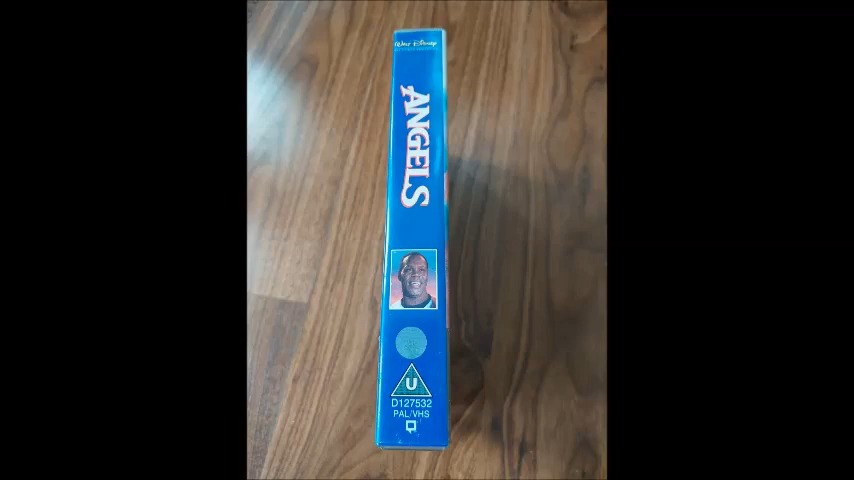 Walt Disney
ANGELS
U
D127532
PAL/VHS